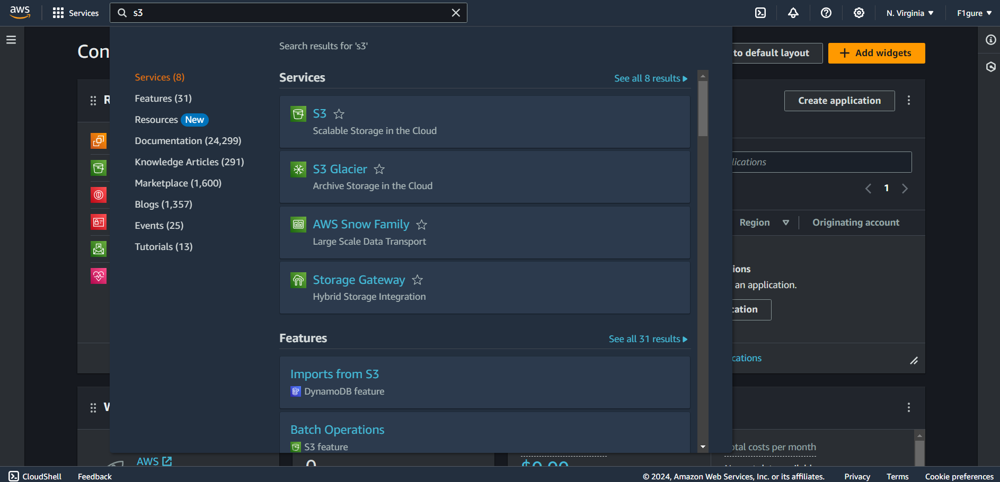 aws
Services
s3
N. Virginia
F1gure
Con
to default layout
Add widgets
Search results for 's3'
Services (8)
Features (31)
Resources New
Documentation (24,299)
Knowledge Articles (291)
Marketplace (1,600)
Blogs (1,357)
Events (25)
Tutorials (13)
Services
See all 8 results
S3
Scalable Storage in the Cloud
S3 Glacier
Archive Storage in the Cloud
AWS Snow Family
Large Scale Data Transport
Storage Gateway
Hybrid Storage Integration
Features
See all 31 results
Imports from S3
DynamoDB feature
Batch Operations
S3 feature
R
Create application
lications
1
Region
Originating account
ions
an application.
cation
cations
W
AWS
0
$0.00
otal costs per month
CloudShell
Feedback
© 2024, Amazon Web Services, Inc. or its affiliates.
Privacy
Terms
Cookie preferences